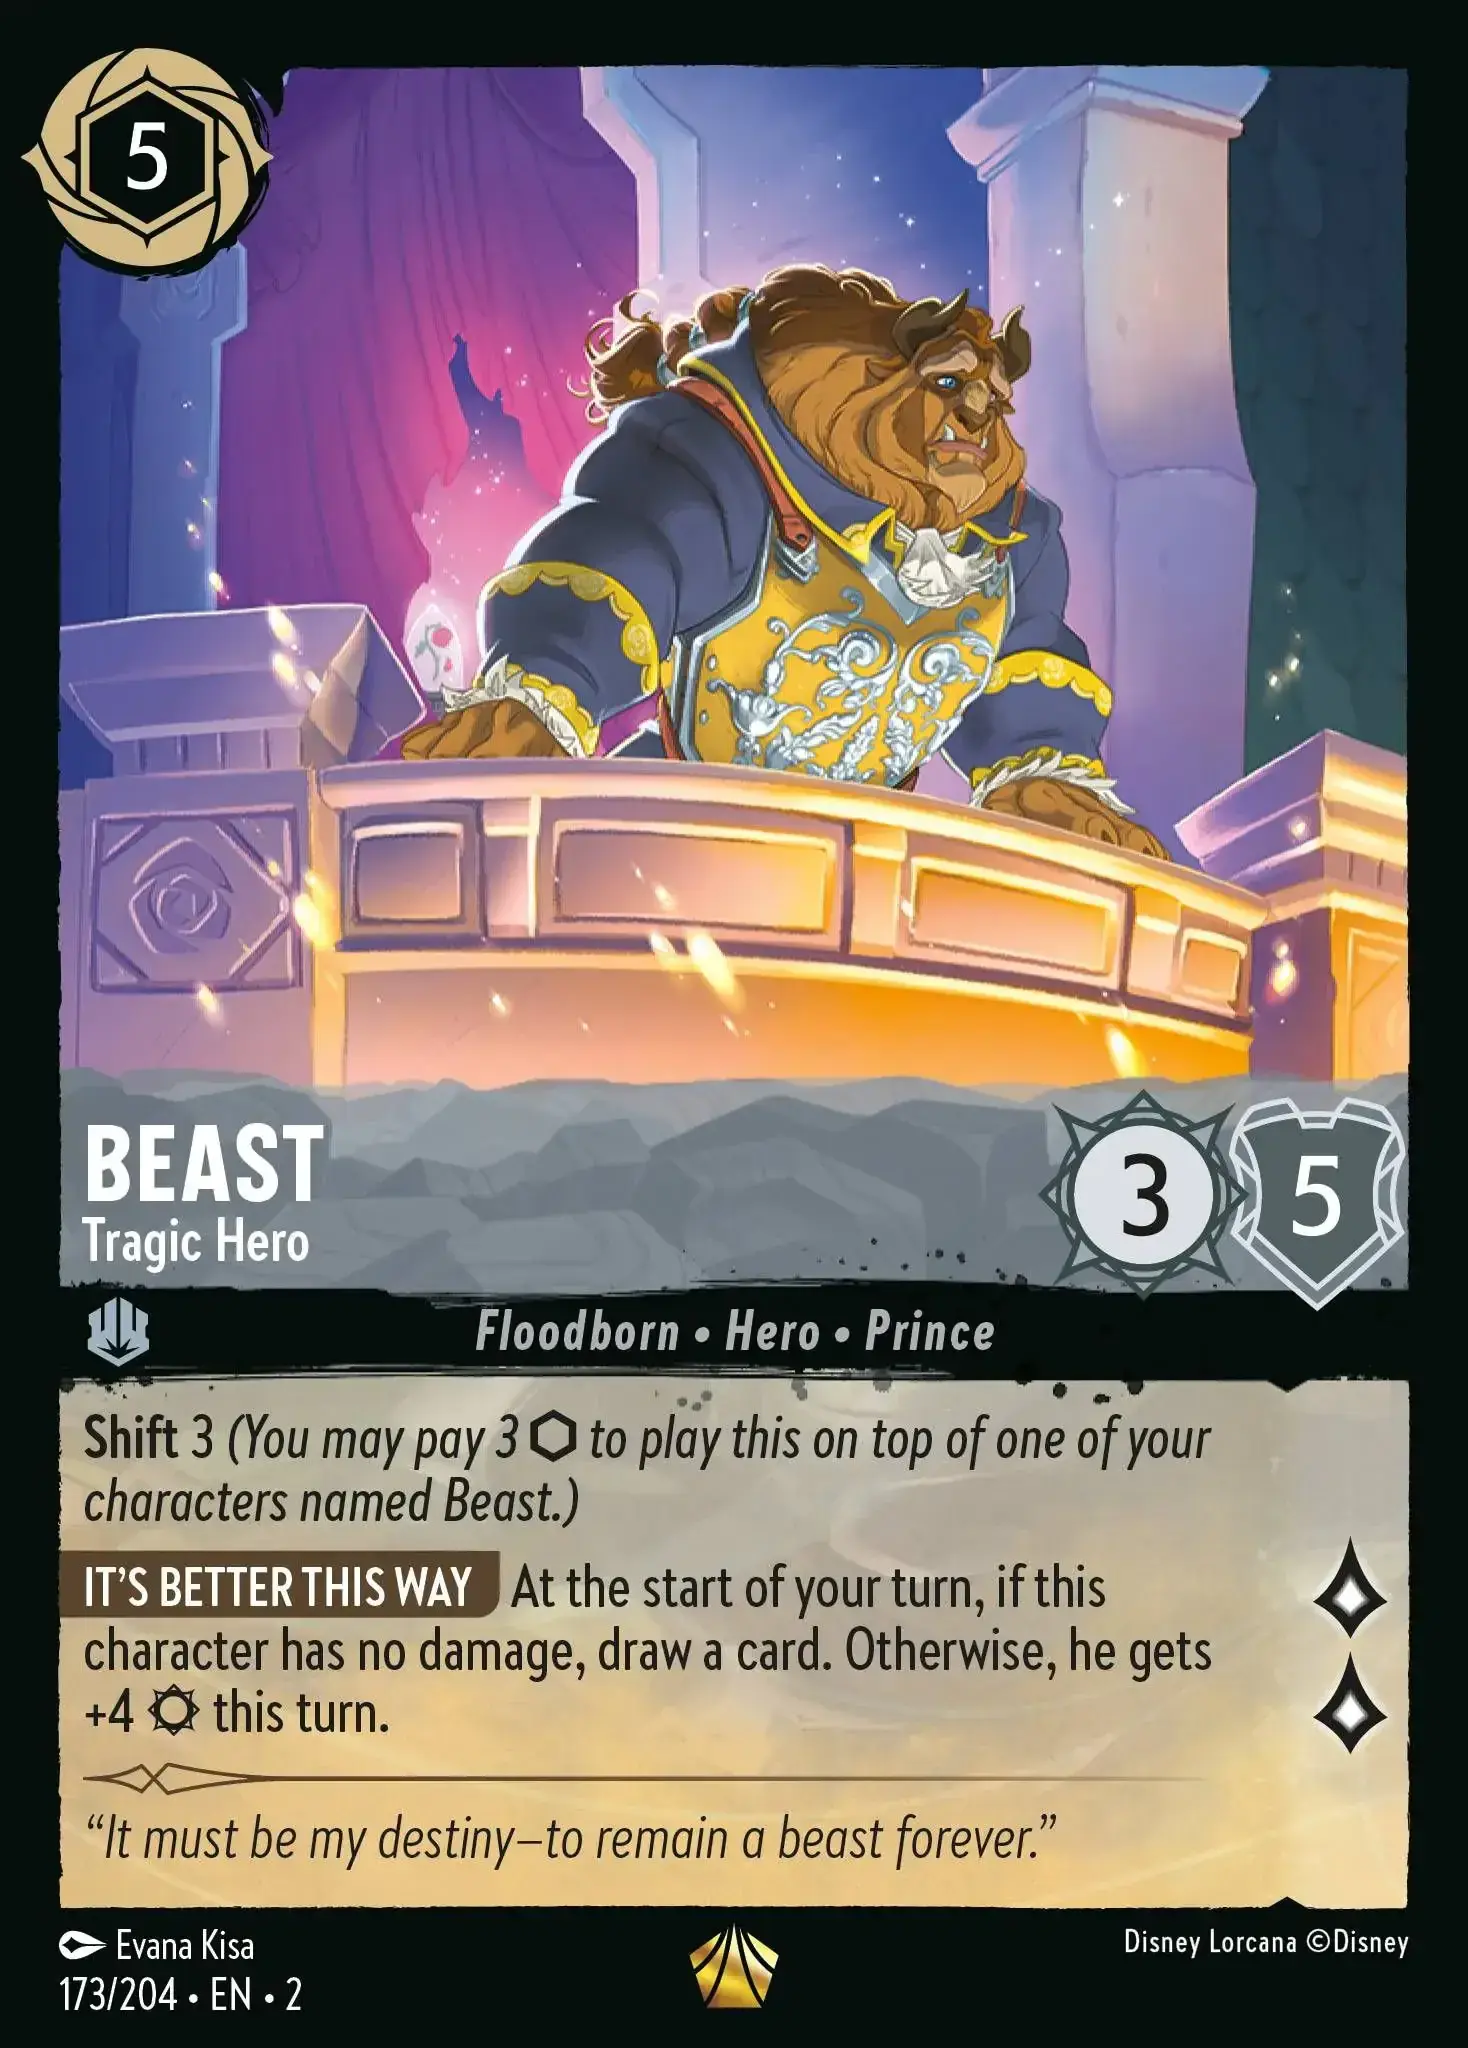 5
BEAST
Tragic Hero
3
5
Floodborn • Hero • Prince
Shift 3 (You may pay 3 ⬡ to play this on top of one of your
characters named Beast.)
IT’S BETTER THIS WAY At the start of your turn, if this
character has no damage, draw a card. Otherwise, he gets
+4 this turn.
“It must be my destiny–to remain a beast forever.”
Evana Kisa
Disney Lorcana ©Disney
173/204 • EN • 2